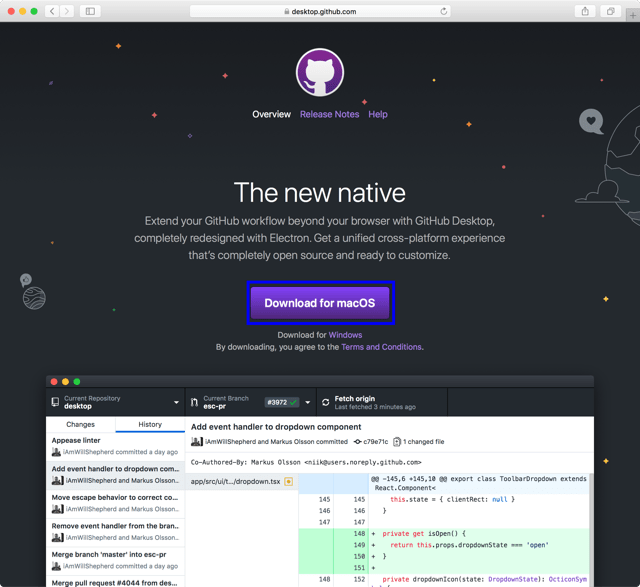 desktop.github.com
Overview Release Notes Help
The new native
Extend your GitHub workflow beyond your browser with GitHub Desktop,
completely redesigned with Electron. Get a unified cross-platform experience
that's completely open source and ready to customize.
Download for macOS
Download for Windows
By downloading, you agree to the Terms and Conditions.
Current Repository
desktop
Current Branch
esc-pr
#3972
Fetch origin
Last fetched 3 minutes ago
Changes History
Appease linter
iAmWillShepherd committed a day ago
Add event handler to dropdown com...
iAmWillShepherd and Markus Olsson...
Move escape behavior to correct co...
iAmWillShepherd and Markus Olsson...
Remove event handler from the bran...
iAmWillShepherd and Markus Olsson...
Merge branch 'master' into esc-pr
iAmWillShepherd committed a day ago
Merge pull request #4044 from des...
Add event handler to dropdown component
iAmWillShepherd and Markus Olsson committed c79e71c 1 changed file
Co-Authored-By: Markus Olsson <niik@users.noreply.github.com>
app/src/ui/t.../dropdown.tsx
@@ -145,6 +145,10 @@ export class ToolbarDropdown extends
React.Component<
145 145 this.state = { clientRect: null }
146 146 }
147 147
148 + private get isOpen() {
149 + return this.props.dropdownState === 'open'
150 + }
151 +
148 152 private dropdownIcon(state: DropdownState): OcticonSym